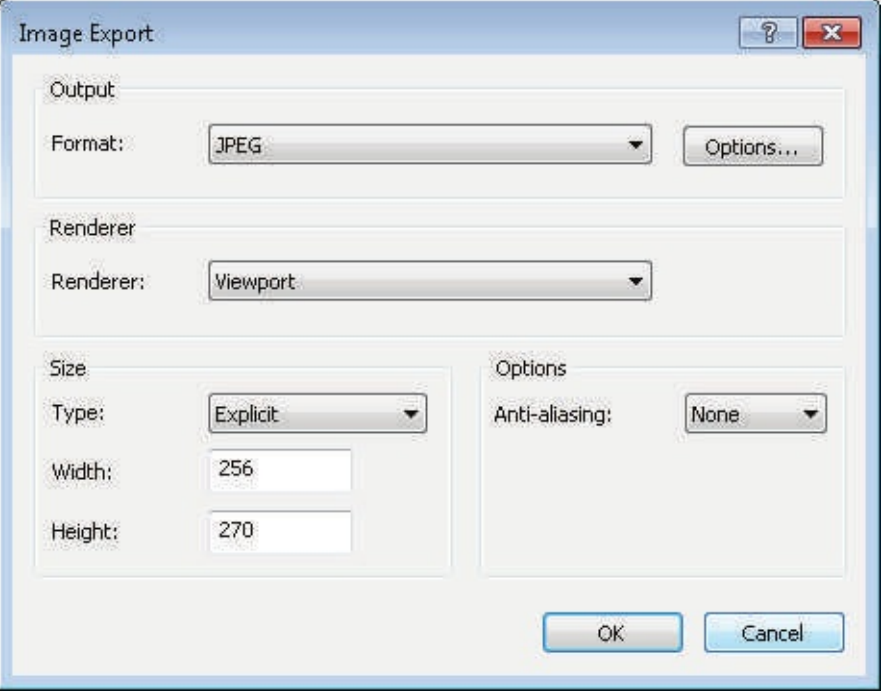 Image Export
Output
Format: JPEG Options...
Renderer
Renderer: Viewport
Size
Type: Explicit
Width: 256
Height: 270
Options
Anti-aliasing: None
OK Cancel